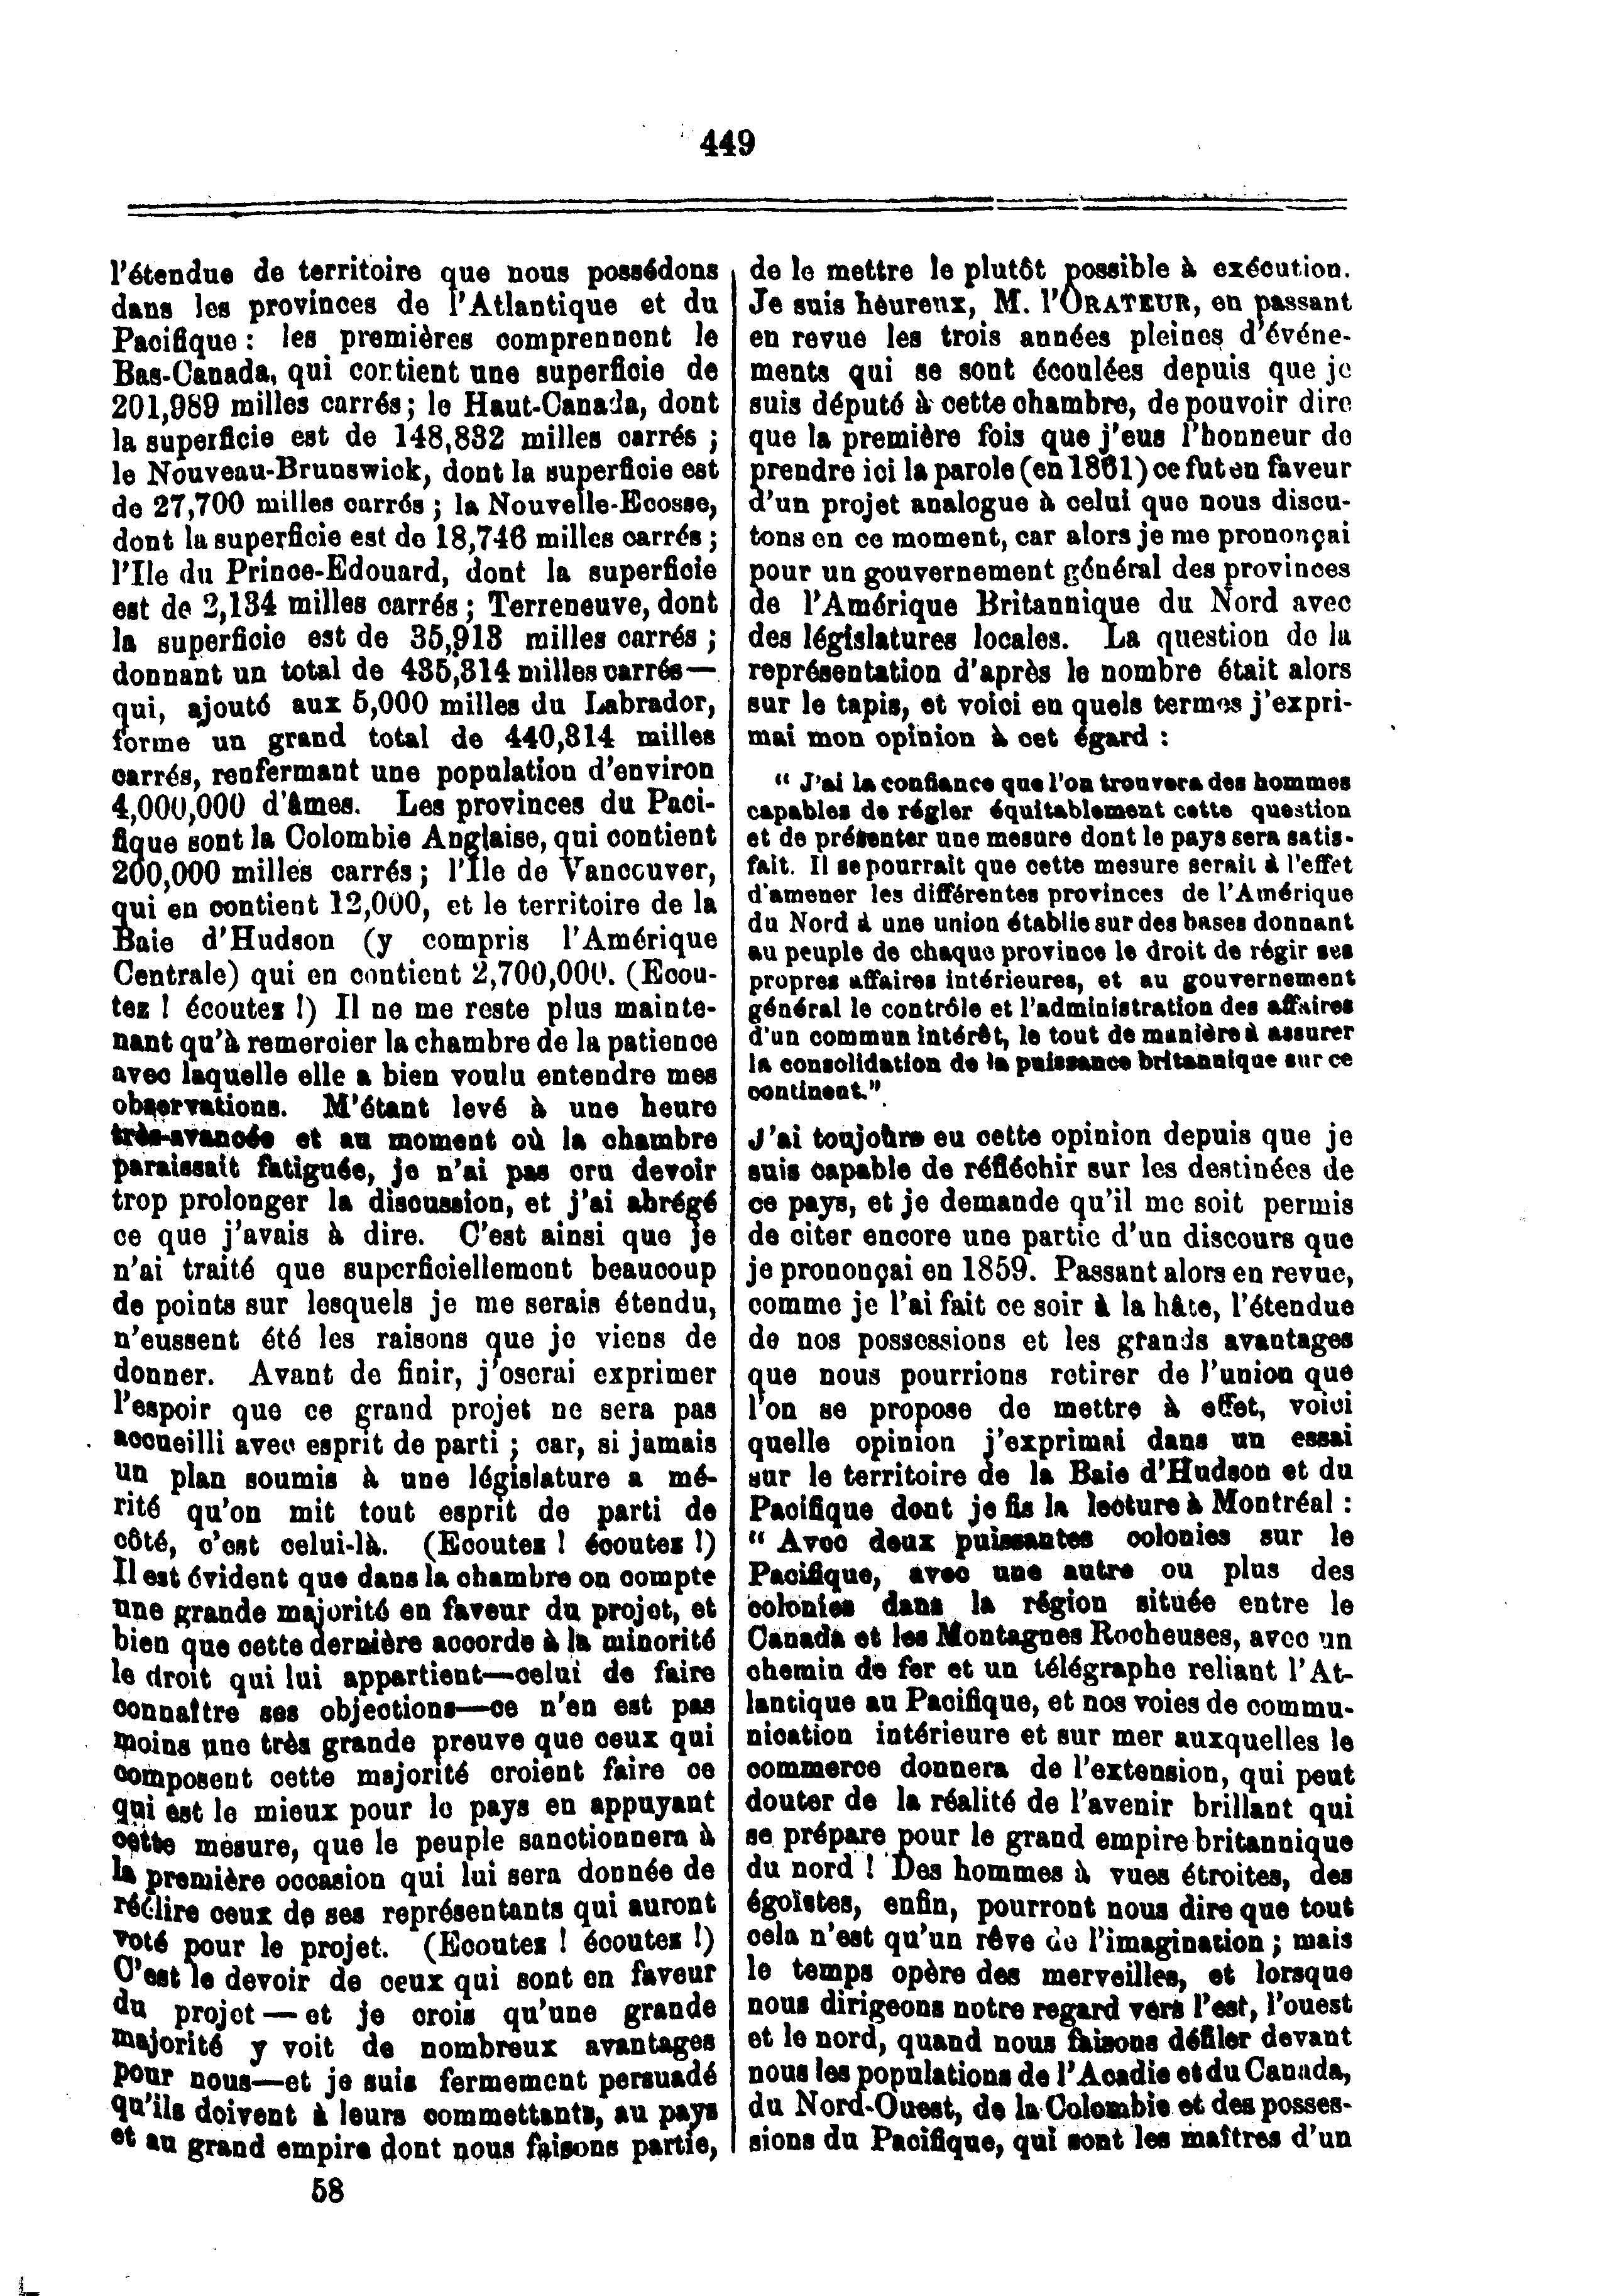 449
l'étendue de territoire que nous possédons
dans les provinces de l'Atlantique et du
Pacifique : les premières comprennent le
Bas-Canada, qui contient une superficie de
201,989 milles carrés ; le Haut-Canada, dont
la superficie est de 148,832 milles carrés ;
le Nouveau-Brunswick, dont la superficie est
de 27,700 milles carrés ; la Nouvelle-Ecosse,
dont la superficie est de 18,746 milles carrés ;
l'Ile du Prince-Edouard, dont la superficie
est de 2,134 milles carrés ; Terreneuve, dont
la superficie est de 35,913 milles carrés ;
donnant un total de 435,314 milles carrés—
qui, ajouté aux 5,000 milles du Labrador,
forme un grand total de 440,314 milles
carrés, renfermant une population d'environ
4,000,000 d'âmes. Les provinces du Paci-
fique sont la Colombie Anglaise, qui contient
200,000 milles carrés ; l'Ile de Vancouver,
qui en contient 12,000, et le territoire de la
Baie d'Hudson (y compris l'Amérique
Centrale) qui en contient 2,700,000. (Ecou-
tez ! écoutez !) Il ne me reste plus mainte-
nant qu'à remercier la chambre de la patience
avec laquelle elle a bien voulu entendre mes
observations. M'étant levé à une heure
très-avancée et au moment où la chambre
paraissait fatiguée, je n'ai pas cru devoir
trop prolonger la discussion, et j'ai abrégé
ce que j'avais à dire. C'est ainsi que je
n'ai traité que superficiellement beaucoup
de points sur lesquels je me serais étendu,
n'eussent été les raisons que je viens de
donner. Avant de finir, j'oserai exprimer
l'espoir que ce grand projet ne sera pas
accueilli avec esprit de parti ; car, si jamais
un plan soumis à une législature a mé-
rité qu'on mit tout esprit de parti de
côté, c'est celui-là. (Ecoutez ! écoutez !)
Il est évident que dans la chambre on compte
une grande majorité en faveur du projet, et
bien que cette dernière accorde à la minorité
le droit qui lui appartient—celui de faire
connaître ses objections—ce n'en est pas
moins une très grande preuve que ceux qui
composent cette majorité croient faire ce
qui est le mieux pour le pays en appuyant
cette mesure, que le peuple sanctionnera à
la première occasion qui lui sera donnée de
réélire ceux de ses représentants qui auront
voté pour le projet. (Ecoutez ! écoutez !)
C'est le devoir de ceux qui sont en faveur
du projet — et je crois qu'une grande
majorité y voit de nombreux avantages
pour nous—et je suis fermement persuadé
qu'ils doivent à leurs commettants, au pays
et au grand empire dont nous faisons partie,
58
de le mettre le plutôt possible à exécution.
Je suis heureux, M. l'ORATEUR, en passant
en revue les trois années pleines d'événe-
ments qui se sont écoulées depuis que je
suis député à cette chambre, de pouvoir dire
que la première fois que j'eus l'honneur de
prendre ici la parole (en 1861) ce fut en faveur
d'un projet analogue à celui que nous discu-
tons en ce moment, car alors je me prononçai
pour un gouvernement général des provinces
de l'Amérique Britannique du Nord avec
des législatures locales. La question de la
représentation d'après le nombre était alors
sur le tapis, et voici en quels termes j'expri-
mai mon opinion à cet égard :
“ J'ai la confiance que l'on trouvera des hommes
capables de régler équitablement cette question
et de présenter une mesure dont le pays sera satis-
fait. Il se pourrait que cette mesure serait à l'effet
d'amener les différentes provinces de l'Amérique
du Nord à une union établie sur des bases donnant
au peuple de chaque province le droit de régir ses
propres affaires intérieures, et au gouvernement
général le contrôle et l'administration des affaires
d'un commun intérêt, le tout de manière à assurer
la consolidation de la puissance britannique sur ce
continent.”
J'ai toujours eu cette opinion depuis que je
suis capable de réfléchir sur les destinées de
ce pays, et je demande qu'il me soit permis
de citer encore une partie d'un discours que
je prononçai en 1859. Passant alors en revue,
comme je l'ai fait ce soir à la hâte, l'étendue
de nos possessions et les grands avantages
que nous pourrions retirer de l'union que
l'on se propose de mettre à effet, voici
quelle opinion j'exprimai dans un essai
sur le territoire de la Baie d'Hudson et du
Pacifique dont je fis la lecture à Montréal :
“ Avec deux puissantes colonies sur le
Pacifique, avec une autre ou plus des
colonies dans la région située entre le
Canada et les Montagnes Rocheuses, avec un
chemin de fer et un télégraphe reliant l'At-
lantique au Pacifique, et nos voies de commu-
nication intérieure et sur mer auxquelles le
commerce donnera de l'extension, qui peut
douter de la réalité de l'avenir brillant qui
se prépare pour le grand empire britannique
du nord ! Des hommes à vues étroites, des
égoïstes, enfin, pourront nous dire que tout
cela n'est qu'un rêve de l'imagination ; mais
le temps opère des merveilles, et lorsque
nous dirigeons notre regard vers l'est, l'ouest
et le nord, quand nous faisons défiler devant
nous les populations de l'Acadie et du Canada,
du Nord-Ouest, de la Colombie et des posses-
sions du Pacifique, qui sont les maîtres d'un